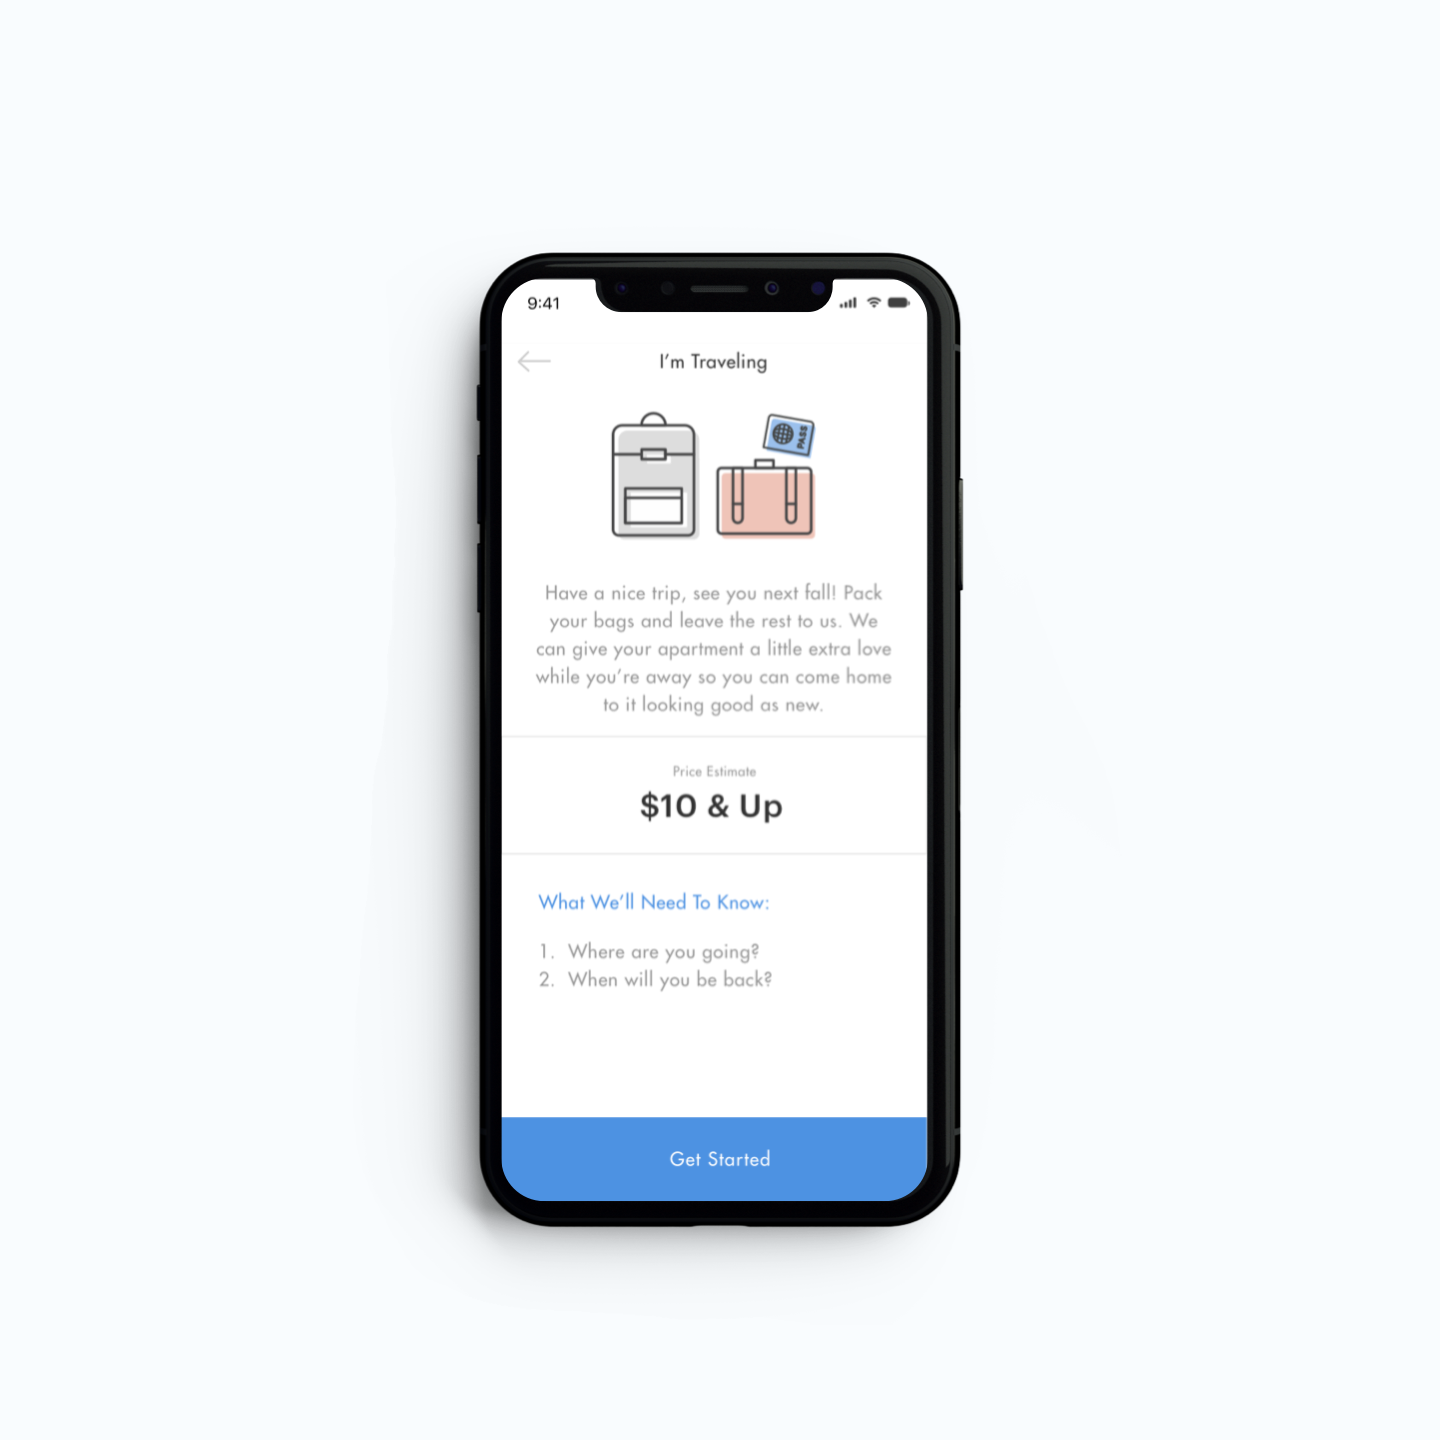 9:41
I’m Traveling
PASS
Have a nice trip, see you next fall! Pack
your bags and leave the rest to us. We
can give your apartment a little extra love
while you’re away so you can come home
to it looking good as new.
Price Estimate
$10 & Up
What We’ll Need To Know:
1. Where are you going?
2. When will you be back?
Get Started